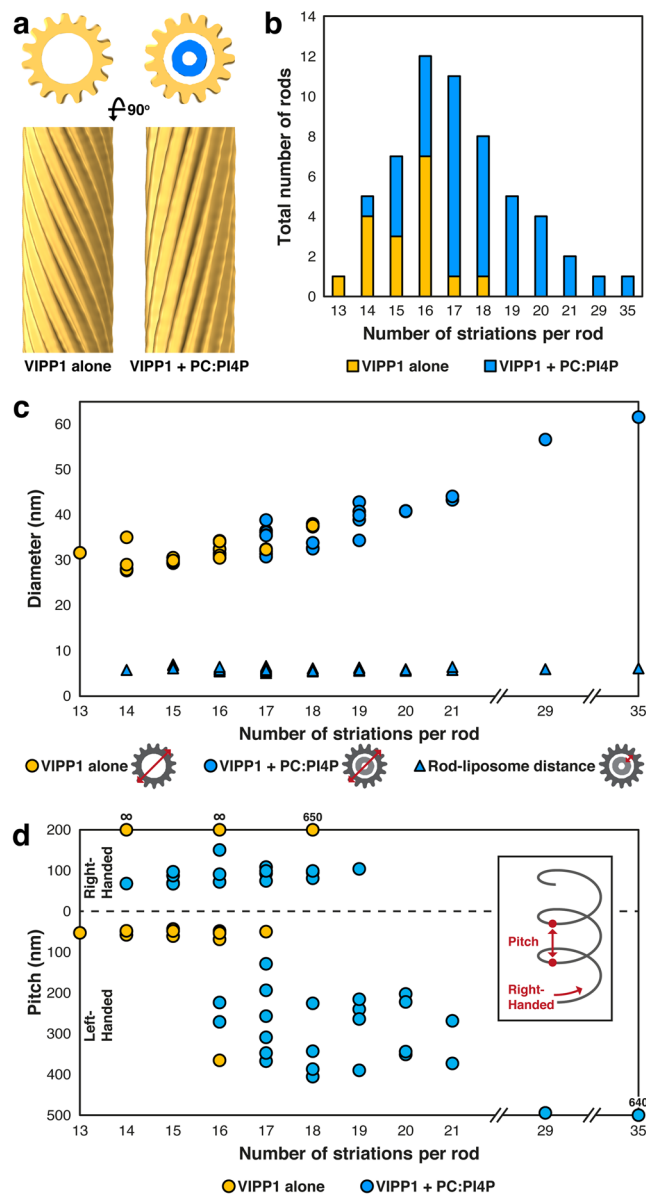 a
90°
VIPP1 alone
VIPP1 + PC:PI4P
b
Total number of rods
14
12
10
8
6
4
2
0
13 14 15 16 17 18 19 20 21 29 35
Number of striations per rod
VIPP1 alone
VIPP1 + PC:PI4P
c
Diameter (nm)
60
50
40
30
20
10
0
13 14 15 16 17 18 19 20 21 29 35
Number of striations per rod
VIPP1 alone
VIPP1 + PC:PI4P
Rod-liposome distance
d
Pitch (nm)
Right-
Handed
Left-
Handed
∞ ∞ 650
200
100
0
100
200
300
400
500
640
Pitch
Right-
Handed
13 14 15 16 17 18 19 20 21 29 35
Number of striations per rod
VIPP1 alone
VIPP1 + PC:PI4P